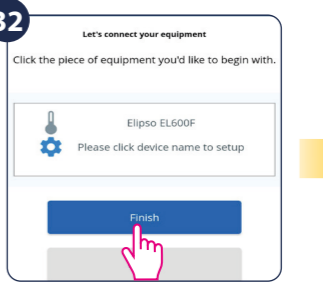 32
Let's connect your equipment
Click the piece of equipment you'd like to begin with.
Elipso EL600F
Please click device name to setup
Finish